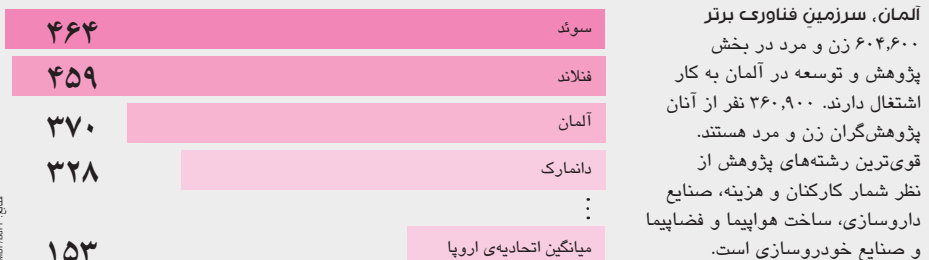 آلمان، سرزمینِ فناوری برتر
۶۰۴,۶۰۰ زن و مرد در بخش
پژوهش و توسعه در آلمان به کار
اشتغال دارند. ۳۶۰,۹۰۰ نفر از آنان
پژوهش‌گران زن و مرد هستند.
قوی‌ترین رشته‌های پژوهش از
نظر شمار کارکنان و هزینه، صنایع
داروسازی، ساخت هواپیما و فضاپیما
و صنایع خودروسازی است.
سوئد ۴۶۴
فنلاند ۴۵۹
آلمان ۳۷۰
دانمارک ۳۲۸
⋮
میانگین اتحادیه‌ی اروپا ۱۵۳